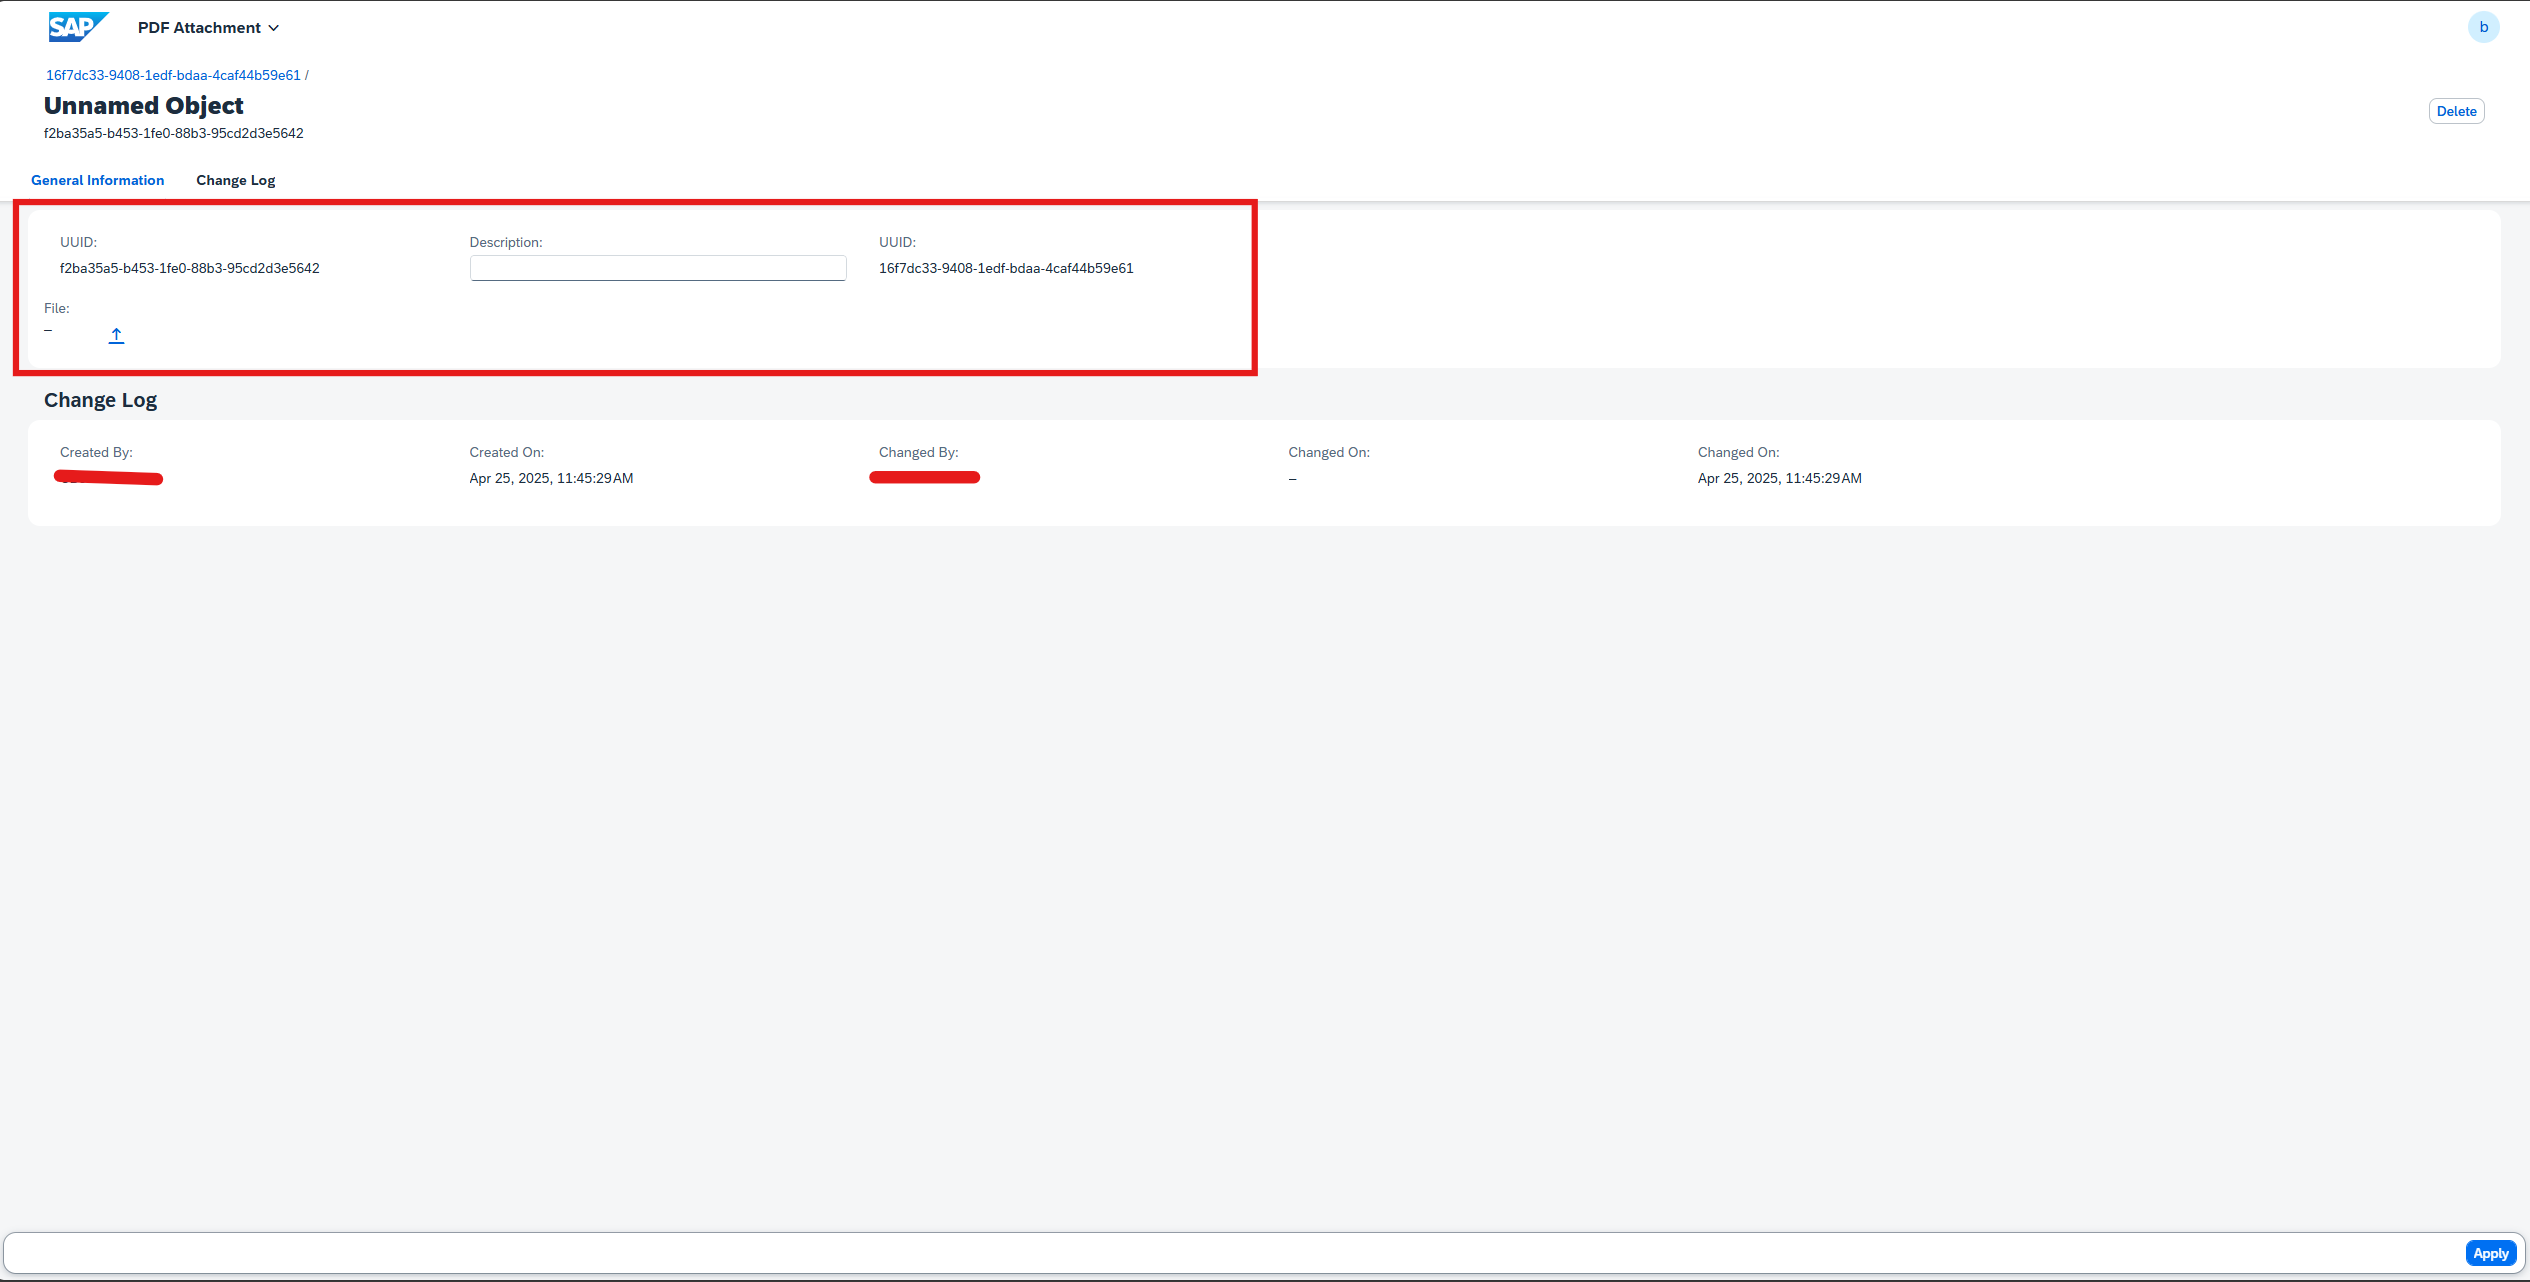 SAP PDF Attachment b
16f7dc33-9408-1edf-bdaa-4caf44b59e61 /
Unnamed Object
Delete
f2ba35a5-b453-1fe0-88b3-95cd2d3e5642
General Information Change Log
UUID: Description: UUID:
f2ba35a5-b453-1fe0-88b3-95cd2d3e5642 16f7dc33-9408-1edf-bdaa-4caf44b59e61
File:
–
Change Log
Created By: Created On: Changed By: Changed On: Changed On:
Apr 25, 2025, 11:45:29 AM – Apr 25, 2025, 11:45:29 AM
Apply